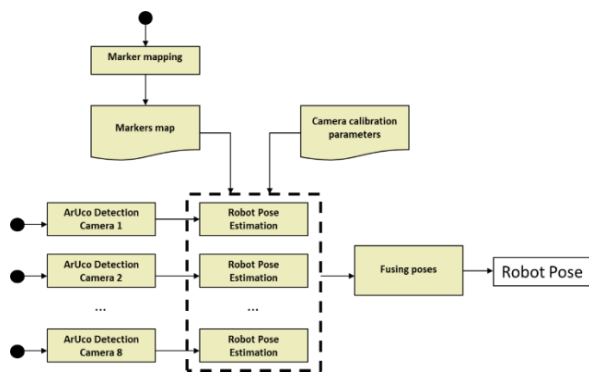 Marker mapping
Markers map
Camera calibration
parameters
ArUco Detection
Camera 1
Robot Pose
Estimation
ArUco Detection
Camera 2
Robot Pose
Estimation
Fusing poses
Robot Pose
...
...
ArUco Detection
Camera 8
Robot Pose
Estimation